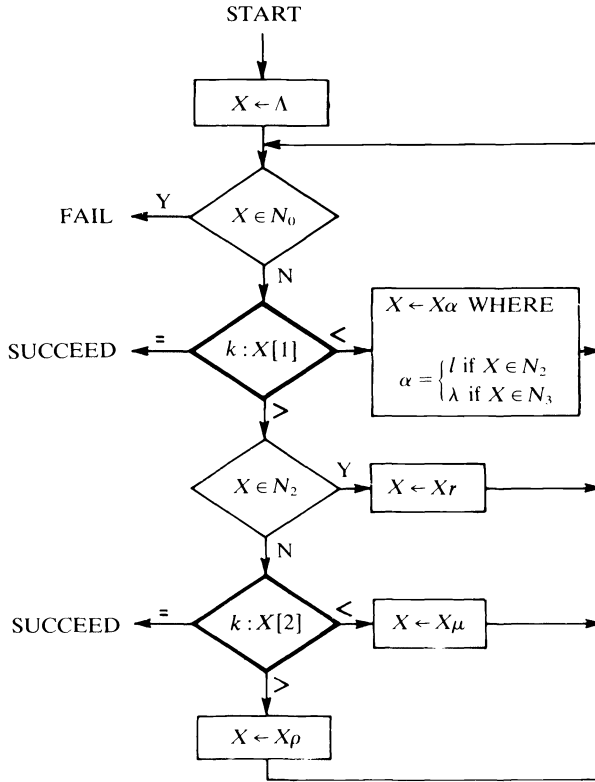 START
X ← Λ
Y
FAIL
X ∈ N₀
N
=
<
SUCCEED
k : X[1]
X ← Xα WHERE
α = { l if X ∈ N₂
λ if X ∈ N₃
>
Y
X ∈ N₂
X ← Xr
N
=
<
SUCCEED
k : X[2]
X ← Xμ
>
X ← Xρ